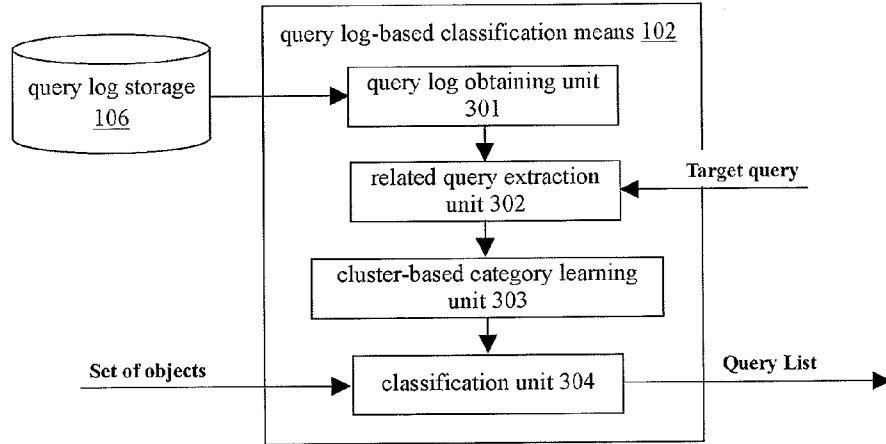 query log-based classification means 102
query log storage
106
query log obtaining unit
301
related query extraction
unit 302
Target query
cluster-based category learning
unit 303
Set of objects
classification unit 304
Query List